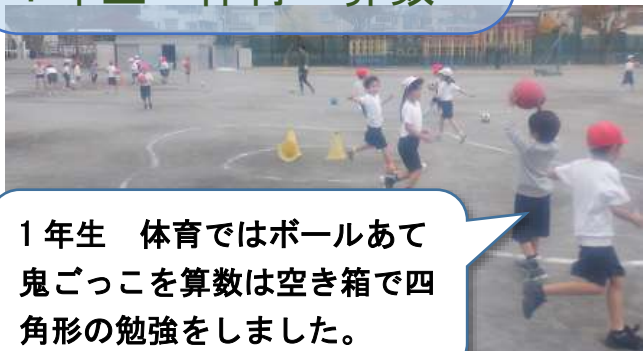 1年生　体育ではボールあて
鬼ごっこを算数は空き箱で四
角形の勉強をしました。